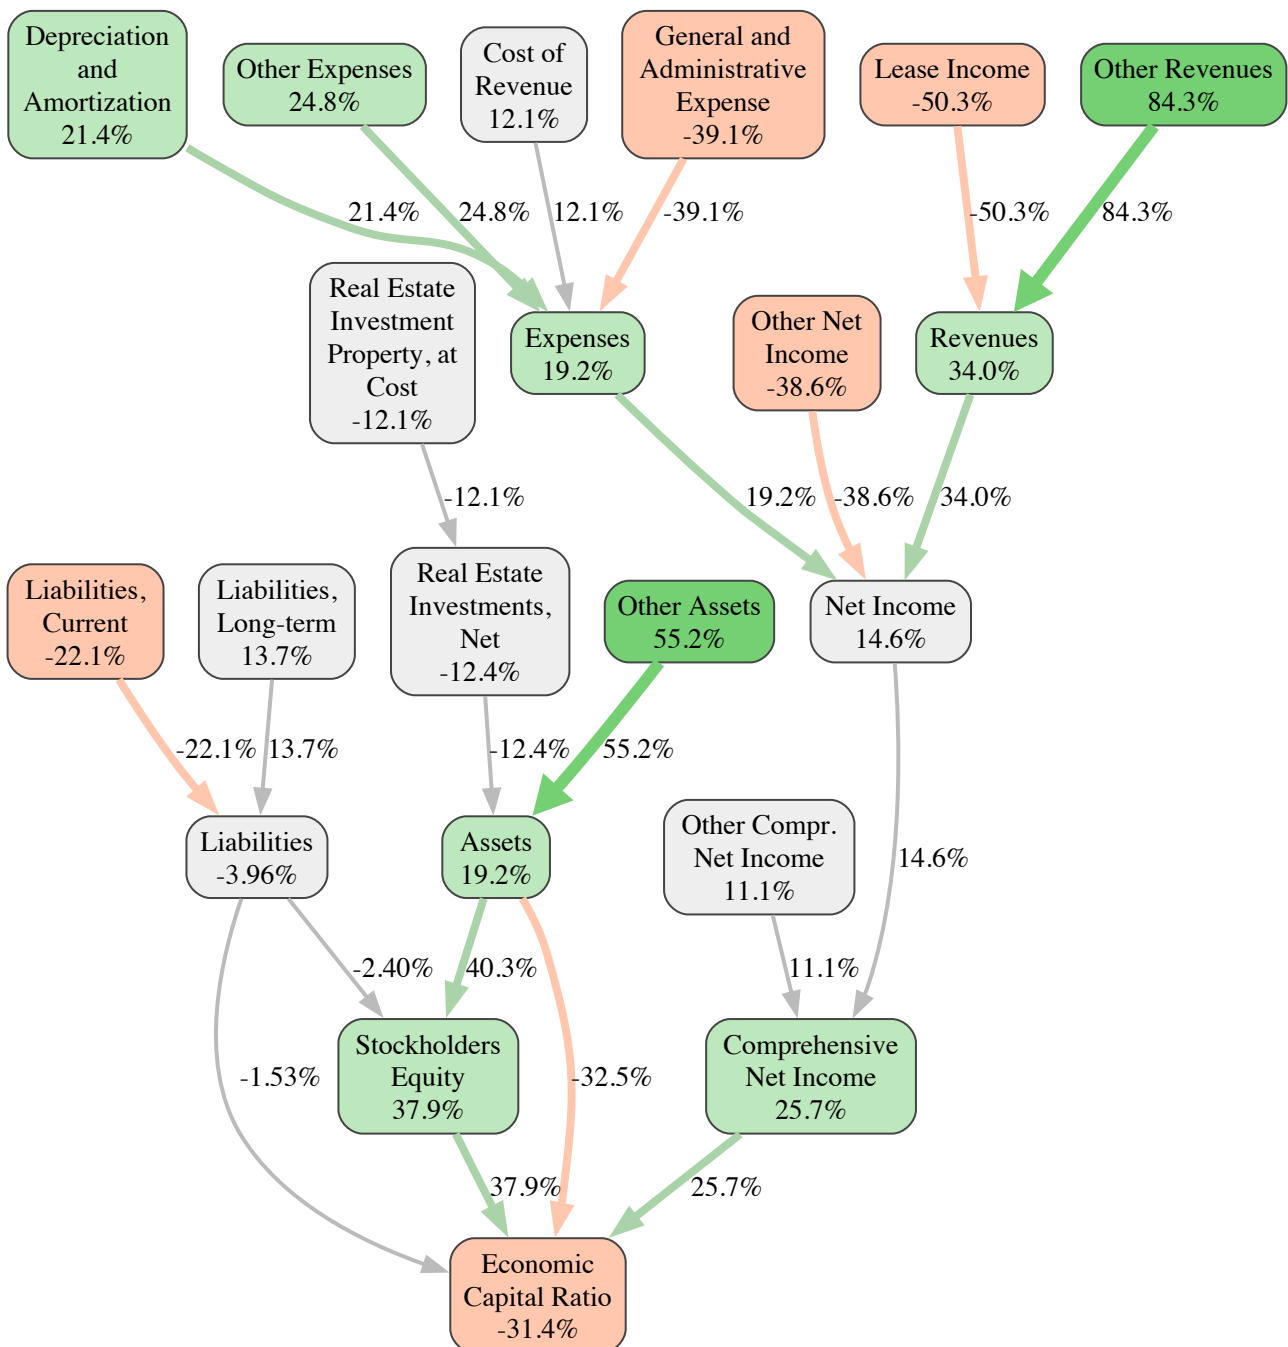 Depreciation
and
Amortization
21.4%
Other Expenses
24.8%
Cost of
Revenue
12.1%
General and
Administrative
Expense
-39.1%
Lease Income
-50.3%
Other Revenues
84.3%
21.4%
24.8%
12.1%
-39.1%
-50.3%
84.3%
Real Estate
Investment
Property, at
Cost
-12.1%
Expenses
19.2%
Other Net
Income
-38.6%
Revenues
34.0%
-12.1%
19.2%
-38.6%
34.0%
Liabilities,
Current
-22.1%
Liabilities,
Long-term
13.7%
Real Estate
Investments,
Net
-12.4%
Other Assets
55.2%
Net Income
14.6%
-22.1%
13.7%
-12.4%
55.2%
Liabilities
-3.96%
Assets
19.2%
Other Compr.
Net Income
11.1%
14.6%
-2.40%
40.3%
11.1%
Stockholders
Equity
37.9%
Comprehensive
Net Income
25.7%
-1.53%
-32.5%
37.9%
25.7%
Economic
Capital Ratio
-31.4%